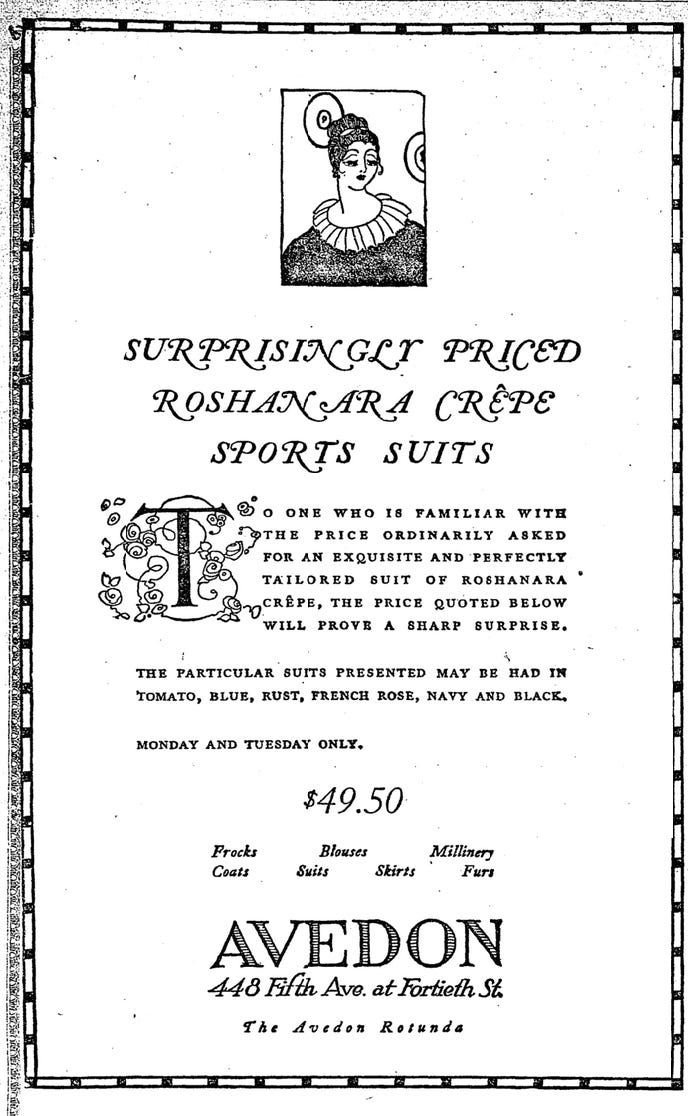 SURPRISINGLY PRICED
ROSHANARA CRÊPE
SPORTS SUITS
TO ONE WHO IS FAMILIAR WITH
THE PRICE ORDINARILY ASKED
FOR AN EXQUISITE AND PERFECTLY
TAILORED SUIT OF ROSHANARA
CRÊPE, THE PRICE QUOTED BELOW
WILL PROVE A SHARP SURPRISE.
THE PARTICULAR SUITS PRESENTED MAY BE HAD IN
TOMATO, BLUE, RUST, FRENCH ROSE, NAVY AND BLACK.
MONDAY AND TUESDAY ONLY.
$49.50
Frocks Blouses Millinery
Coats Suits Skirts Furs
AVEDON
448 Fifth Ave. at Fortieth St.
The Avedon Rotunda